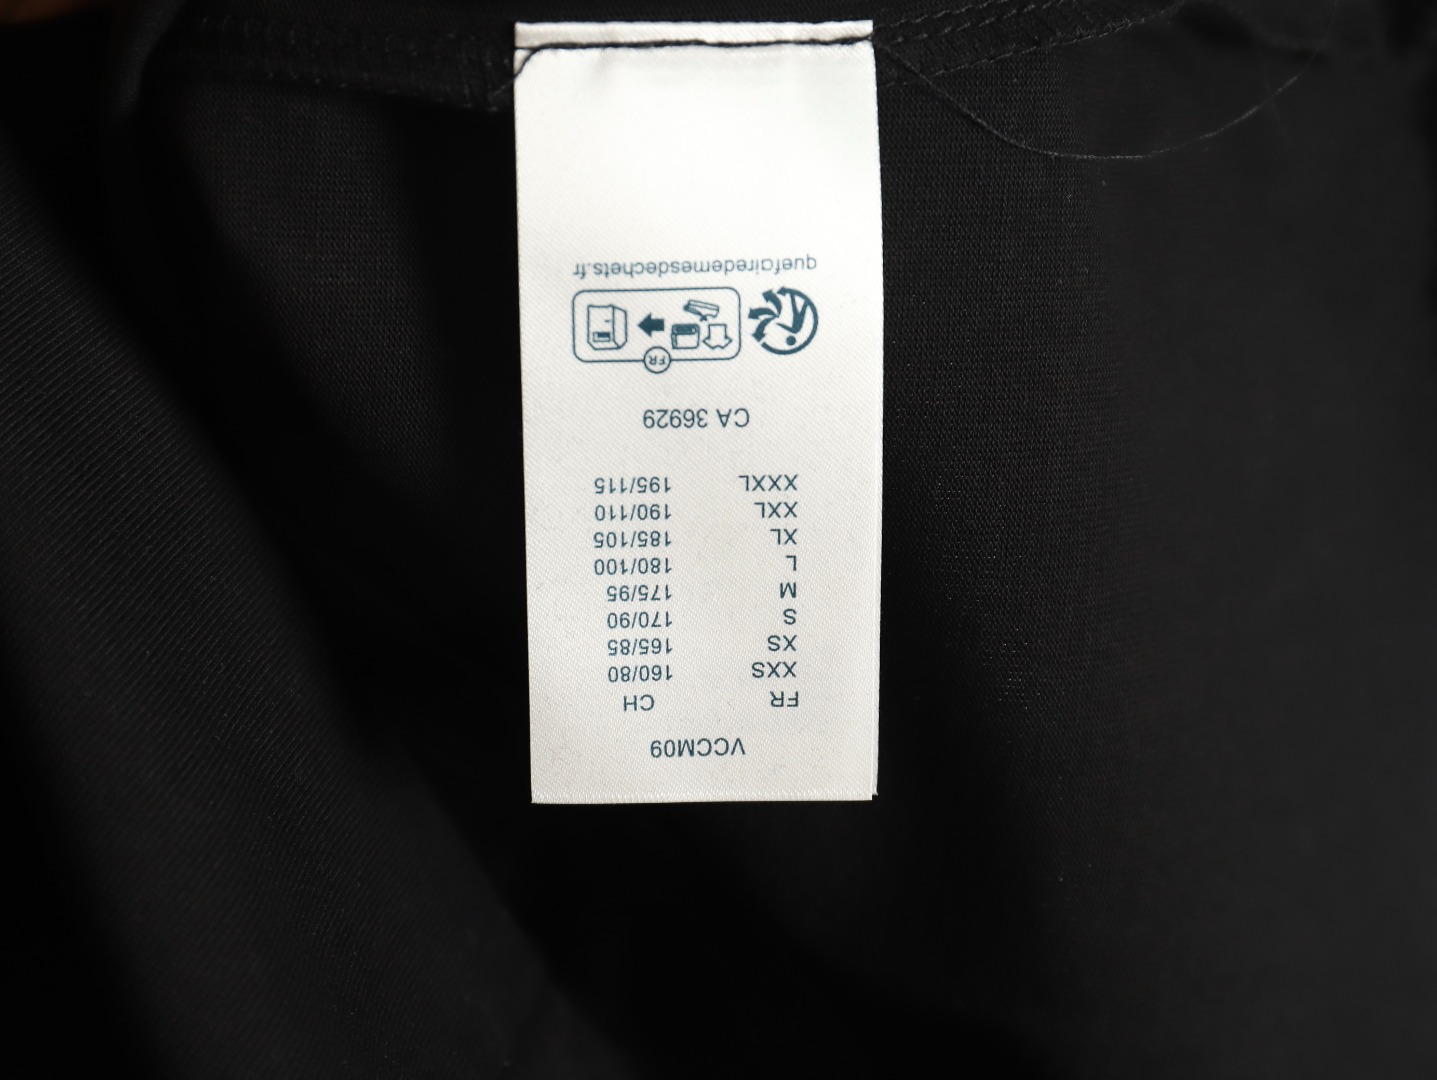 VCCM09
FR CH
XXS 160/80
XS 165/85
S 170/90
M 175/95
L 180/100
XL 185/105
XXL 190/110
XXXL 195/115
CA 36929
FR
quefairedemesdechets.fr